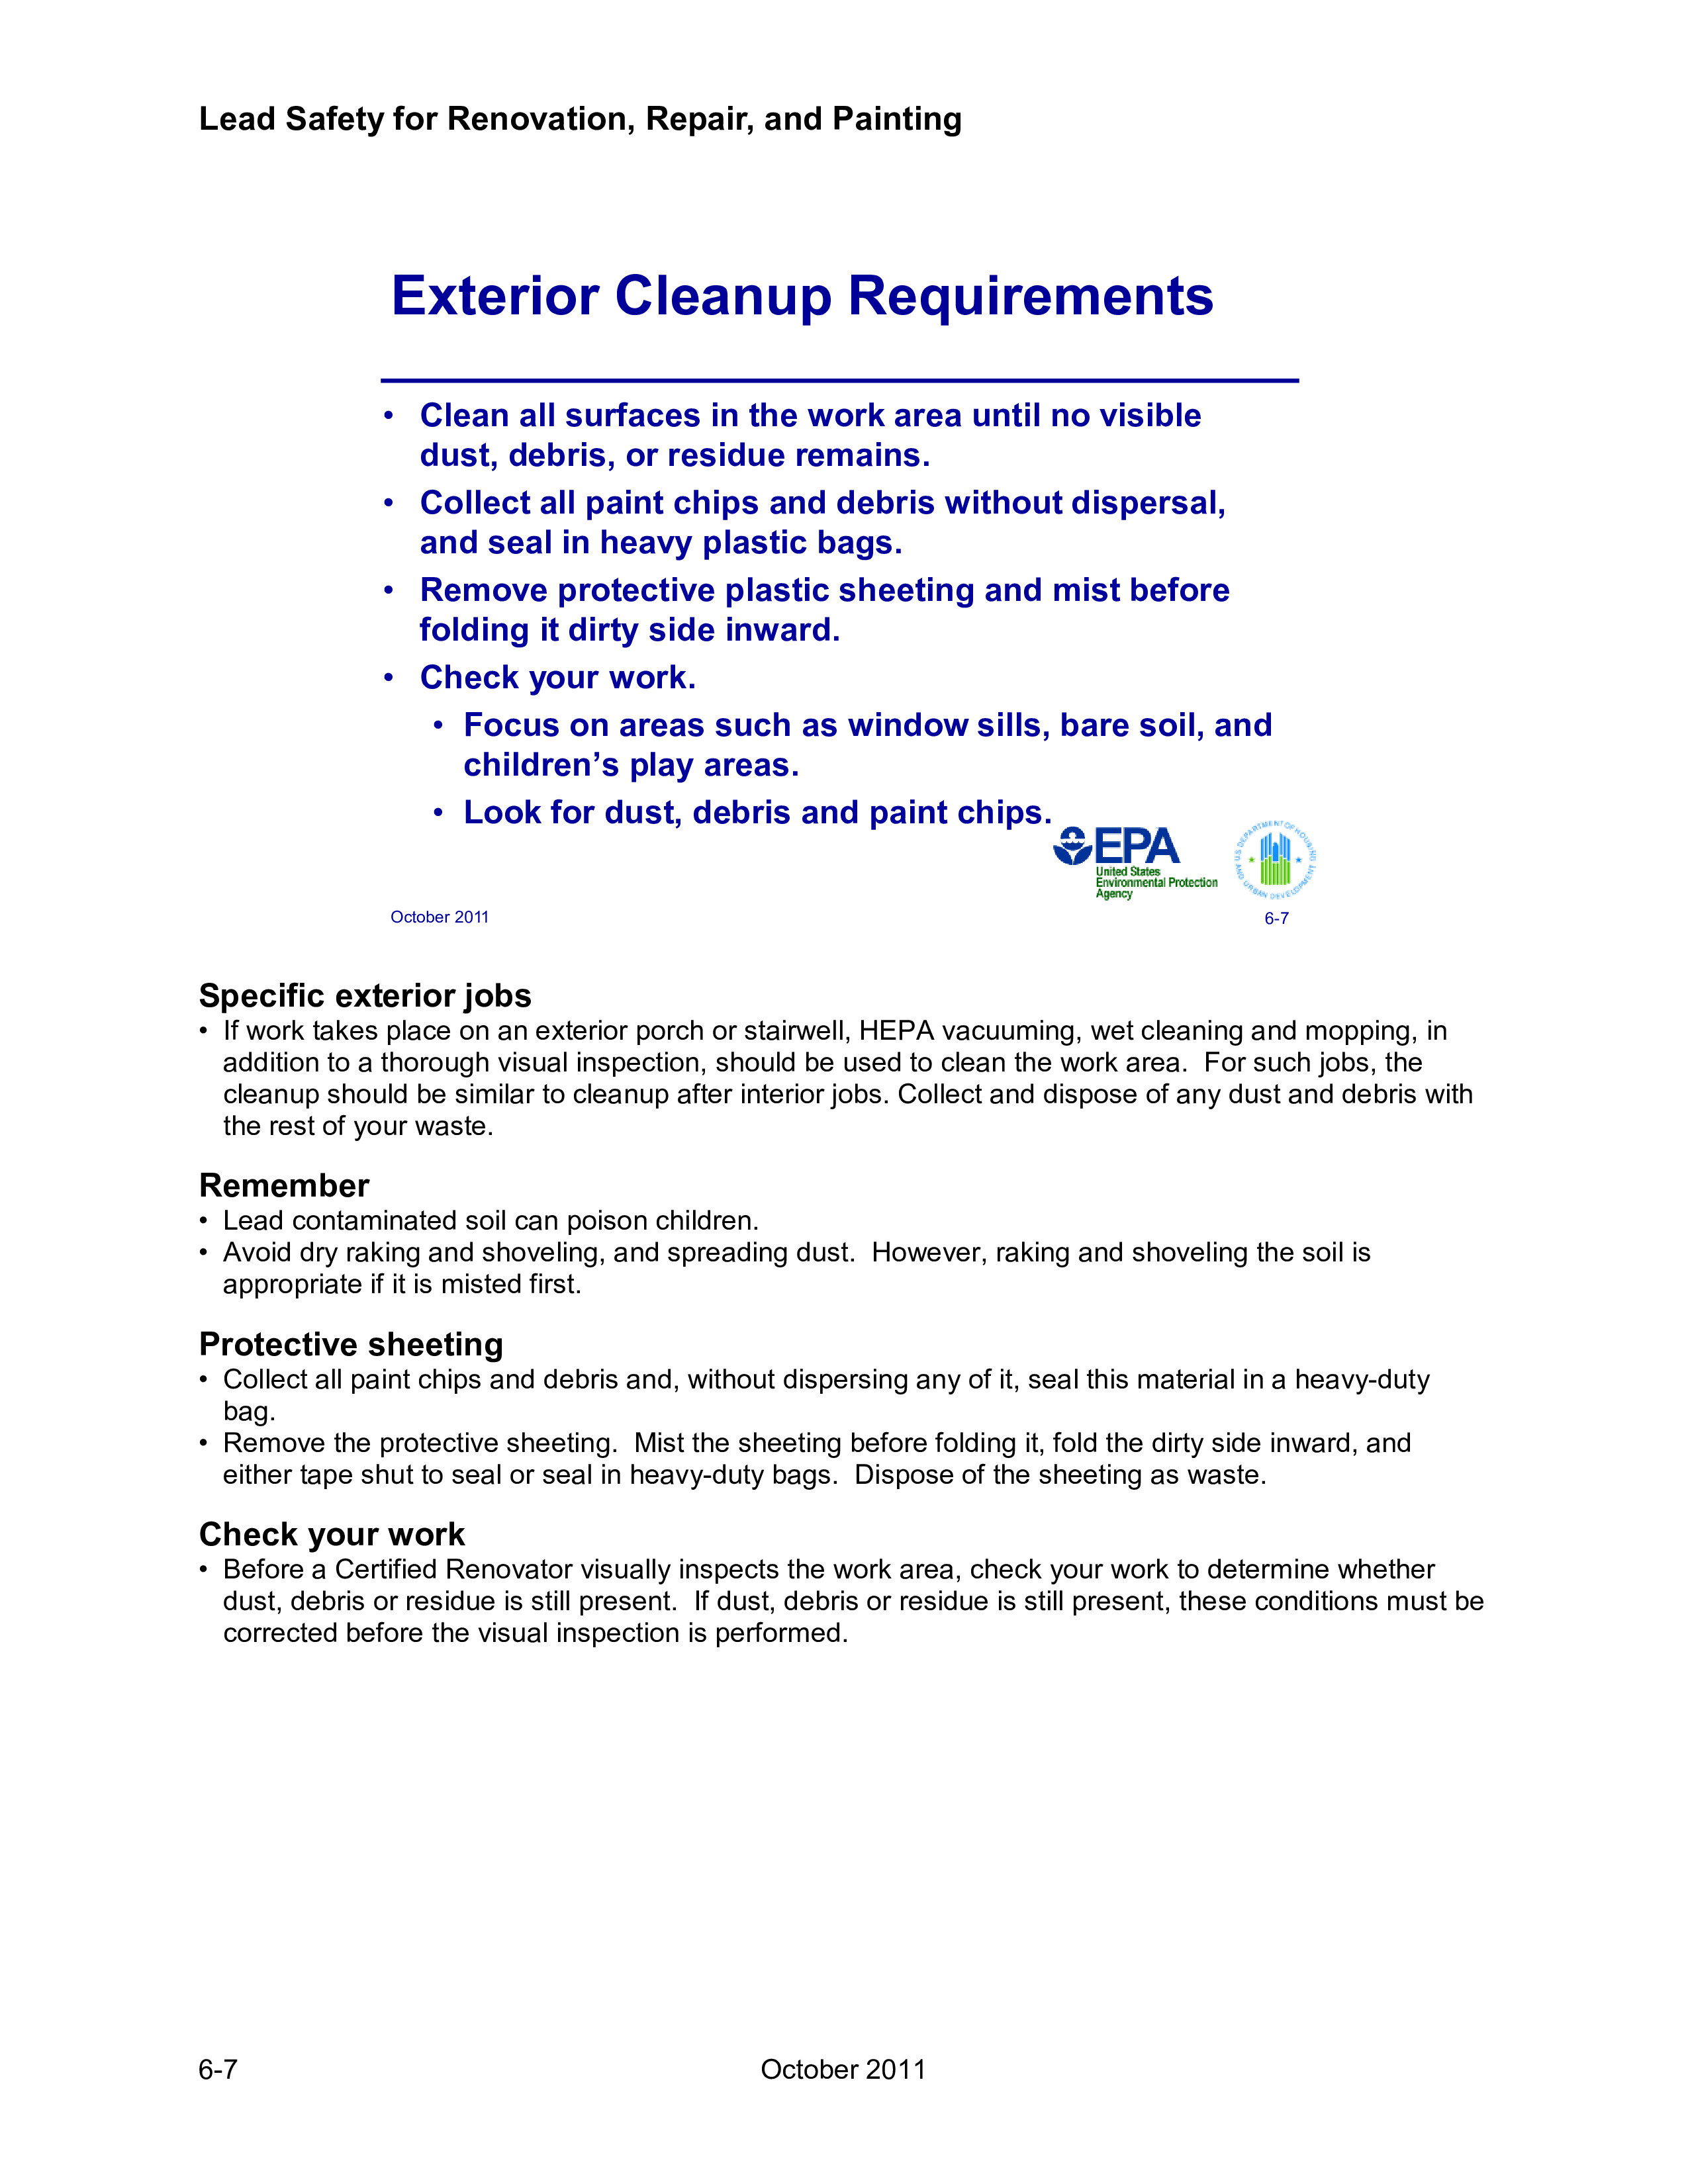 Lead Safety for Renovation, Repair, and Painting
Exterior Cleanup Requirements
• Clean all surfaces in the work area until no visible
dust, debris, or residue remains.
• Collect all paint chips and debris without dispersal,
and seal in heavy plastic bags.
• Remove protective plastic sheeting and mist before
folding it dirty side inward.
• Check your work.
• Focus on areas such as window sills, bare soil, and
children’s play areas.
• Look for dust, debris and paint chips.
EPA
United States
Environmental Protection
Agency
U.S. DEPARTMENT OF HOUSING AND URBAN DEVELOPMENT
October 2011
6-7
Specific exterior jobs
• If work takes place on an exterior porch or stairwell, HEPA vacuuming, wet cleaning and mopping, in
addition to a thorough visual inspection, should be used to clean the work area.  For such jobs, the
cleanup should be similar to cleanup after interior jobs. Collect and dispose of any dust and debris with
the rest of your waste.
Remember
• Lead contaminated soil can poison children.
• Avoid dry raking and shoveling, and spreading dust.  However, raking and shoveling the soil is
appropriate if it is misted first.
Protective sheeting
• Collect all paint chips and debris and, without dispersing any of it, seal this material in a heavy-duty
bag.
• Remove the protective sheeting.  Mist the sheeting before folding it, fold the dirty side inward, and
either tape shut to seal or seal in heavy-duty bags.  Dispose of the sheeting as waste.
Check your work
• Before a Certified Renovator visually inspects the work area, check your work to determine whether
dust, debris or residue is still present.  If dust, debris or residue is still present, these conditions must be
corrected before the visual inspection is performed.
6-7
October 2011